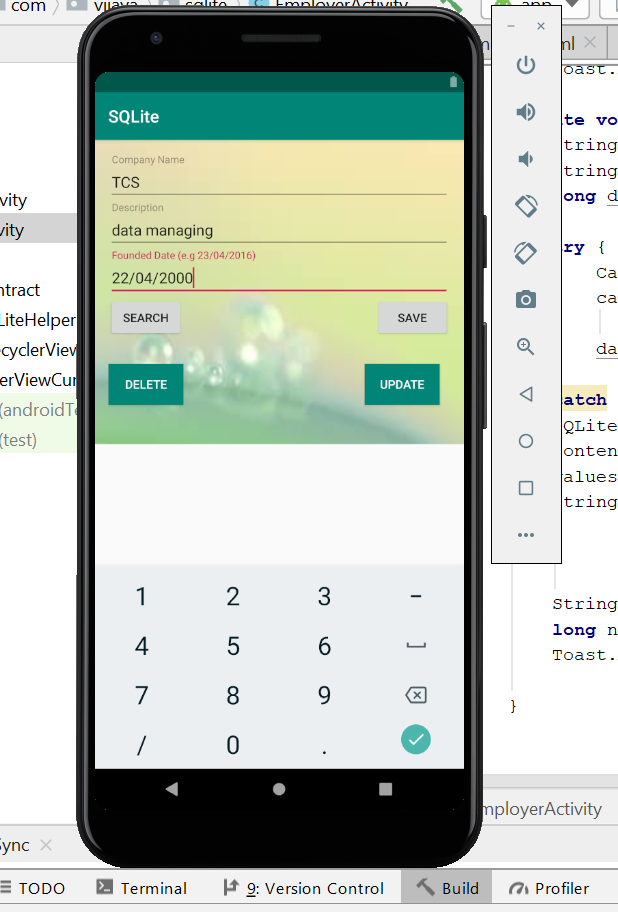 com vijaya sqlite EmployerActivity app
SQLite
Company Name
TCS
Description
data managing
Founded Date (e.g 23/04/2016)
22/04/2000
SEARCH SAVE
DELETE UPDATE
1 2 3 -
4 5 6
7 8 9
/ 0 .
vity
vity
ntract
LiteHelper
ecyclerView
erViewCur
(androidTe
(test)
ml
Toast.
te vo
tring
tring
ong d
ry {
Ca
ca
da
atch
QLite
onten
alues
tring
String
long n
Toast.
}
mployerActivity
Sync
TODO Terminal 9: Version Control Build Profiler